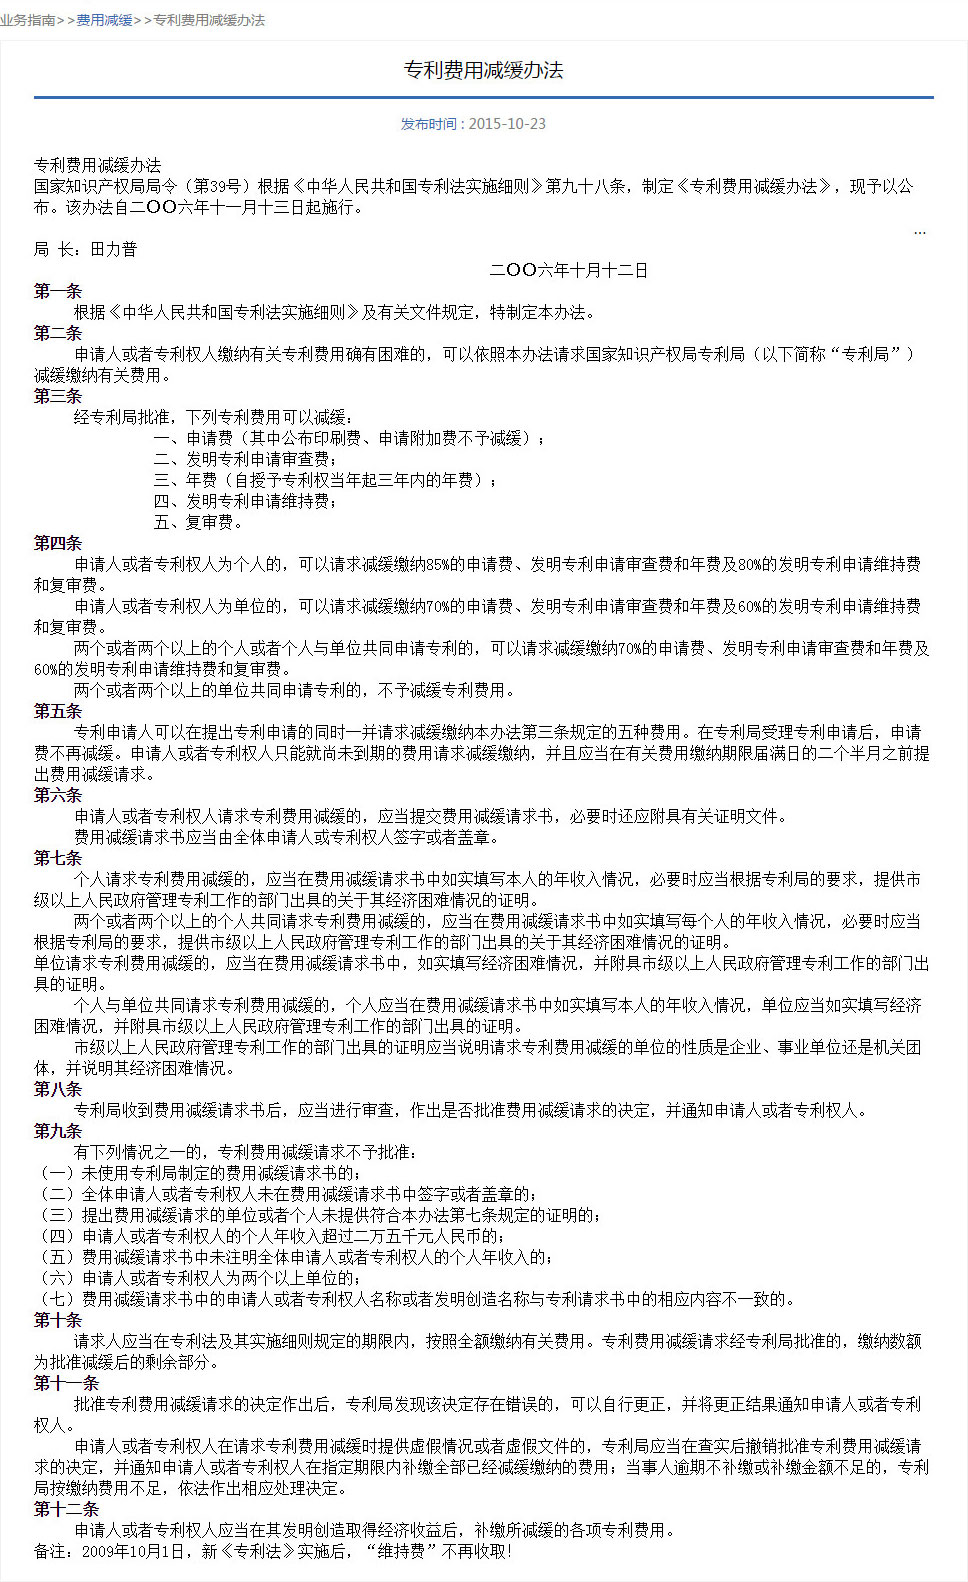 业务指南>>费用减缓>>专利费用减缓办法
专利费用减缓办法
发布时间 : 2015-10-23
专利费用减缓办法
国家知识产权局局令（第39号）根据《中华人民共和国专利法实施细则》第九十八条，制定《专利费用减缓办法》，现予以公
布。该办法自二〇〇六年十一月十三日起施行。
...
局 长：田力普
二〇〇六年十月十二日
第一条
根据《中华人民共和国专利法实施细则》及有关文件规定，特制定本办法。
第二条
申请人或者专利权人缴纳有关专利费用确有困难的，可以依照本办法请求国家知识产权局专利局（以下简称“专利局”）
减缓缴纳有关费用。
第三条
经专利局批准，下列专利费用可以减缓：
一、申请费（其中公布印刷费、申请附加费不予减缓）；
二、发明专利申请审查费；
三、年费（自授予专利权当年起三年内的年费）；
四、发明专利申请维持费；
五、复审费。
第四条
申请人或者专利权人为个人的，可以请求减缓缴纳85%的申请费、发明专利申请审查费和年费及80%的发明专利申请维持费
和复审费。
申请人或者专利权人为单位的，可以请求减缓缴纳70%的申请费、发明专利申请审查费和年费及60%的发明专利申请维持费
和复审费。
两个或者两个以上的个人或者个人与单位共同申请专利的，可以请求减缓缴纳70%的申请费、发明专利申请审查费和年费及
60%的发明专利申请维持费和复审费。
两个或者两个以上的单位共同申请专利的，不予减缓专利费用。
第五条
专利申请人可以在提出专利申请的同时一并请求减缓缴纳本办法第三条规定的五种费用。在专利局受理专利申请后，申请
费不再减缓。申请人或者专利权人只能就尚未到期的费用请求减缓缴纳，并且应当在有关费用缴纳期限届满日的二个半月之前提
出费用减缓请求。
第六条
申请人或者专利权人请求专利费用减缓的，应当提交费用减缓请求书，必要时还应附具有关证明文件。
费用减缓请求书应当由全体申请人或专利权人签字或者盖章。
第七条
个人请求专利费用减缓的，应当在费用减缓请求书中如实填写本人的年收入情况，必要时应当根据专利局的要求，提供市
级以上人民政府管理专利工作的部门出具的关于其经济困难情况的证明。
两个或者两个以上的个人共同请求专利费用减缓的，应当在费用减缓请求书中如实填写每个人的年收入情况，必要时应当
根据专利局的要求，提供市级以上人民政府管理专利工作的部门出具的关于其经济困难情况的证明。
单位请求专利费用减缓的，应当在费用减缓请求书中，如实填写经济困难情况，并附具市级以上人民政府管理专利工作的部门出
具的证明。
个人与单位共同请求专利费用减缓的，个人应当在费用减缓请求书中如实填写本人的年收入情况，单位应当如实填写经济
困难情况，并附具市级以上人民政府管理专利工作的部门出具的证明。
市级以上人民政府管理专利工作的部门出具的证明应当说明请求专利费用减缓的单位的性质是企业、事业单位还是机关团
体，并说明其经济困难情况。
第八条
专利局收到费用减缓请求书后，应当进行审查，作出是否批准费用减缓请求的决定，并通知申请人或者专利权人。
第九条
有下列情况之一的，专利费用减缓请求不予批准：
（一）未使用专利局制定的费用减缓请求书的；
（二）全体申请人或者专利权人未在费用减缓请求书中签字或者盖章的；
（三）提出费用减缓请求的单位或者个人未提供符合本办法第七条规定的证明的；
（四）申请人或者专利权人的个人年收入超过二万五千元人民币的；
（五）费用减缓请求书中未注明全体申请人或者专利权人的个人年收入的；
（六）申请人或者专利权人为两个以上单位的；
（七）费用减缓请求书中的申请人或者专利权人名称或者发明创造名称与专利请求书中的相应内容不一致的。
第十条
请求人应当在专利法及其实施细则规定的期限内，按照全额缴纳有关费用。专利费用减缓请求经专利局批准的，缴纳数额
为批准减缓后的剩余部分。
第十一条
批准专利费用减缓请求的决定作出后，专利局发现该决定存在错误的，可以自行更正，并将更正结果通知申请人或者专利
权人。
申请人或者专利权人在请求专利费用减缓时提供虚假情况或者虚假文件的，专利局应当在查实后撤销批准专利费用减缓请
求的决定，并通知申请人或者专利权人在指定期限内补缴全部已经减缓缴纳的费用；当事人逾期不补缴或补缴金额不足的，专利
局按缴纳费用不足，依法作出相应处理决定。
第十二条
申请人或者专利权人应当在其发明创造取得经济收益后，补缴所减缓的各项专利费用。
备注：2009年10月1日，新《专利法》实施后，“维持费”不再收取！